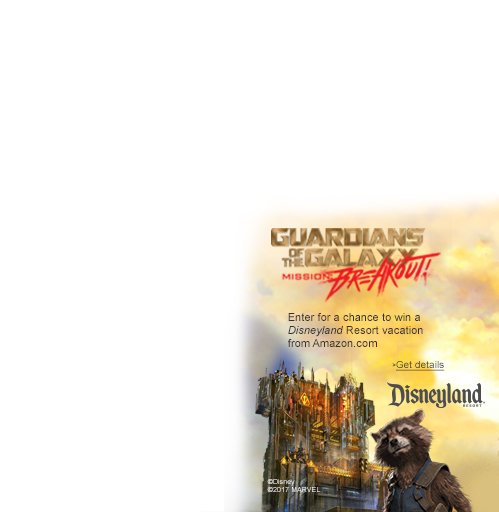 GUARDIANS
OF THE GALAXY
MISSION: BREAKOUT!
Enter for a chance to win a
Disneyland Resort vacation
from Amazon.com
›Get details
Disneyland
RESORT
©Disney
©2017 MARVEL